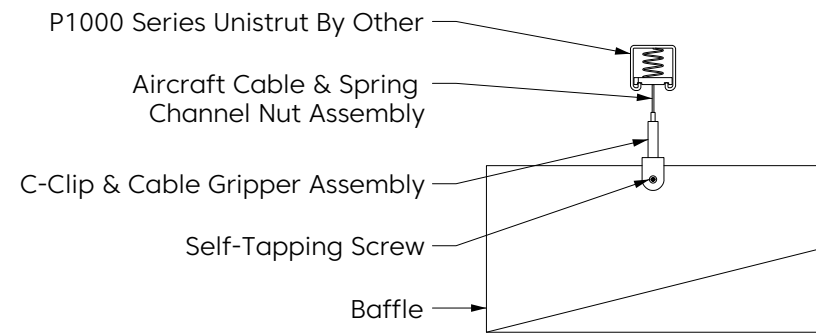 P1000 Series Unistrut By Other
Aircraft Cable & Spring
Channel Nut Assembly
C-Clip & Cable Gripper Assembly
Self-Tapping Screw
Baffle